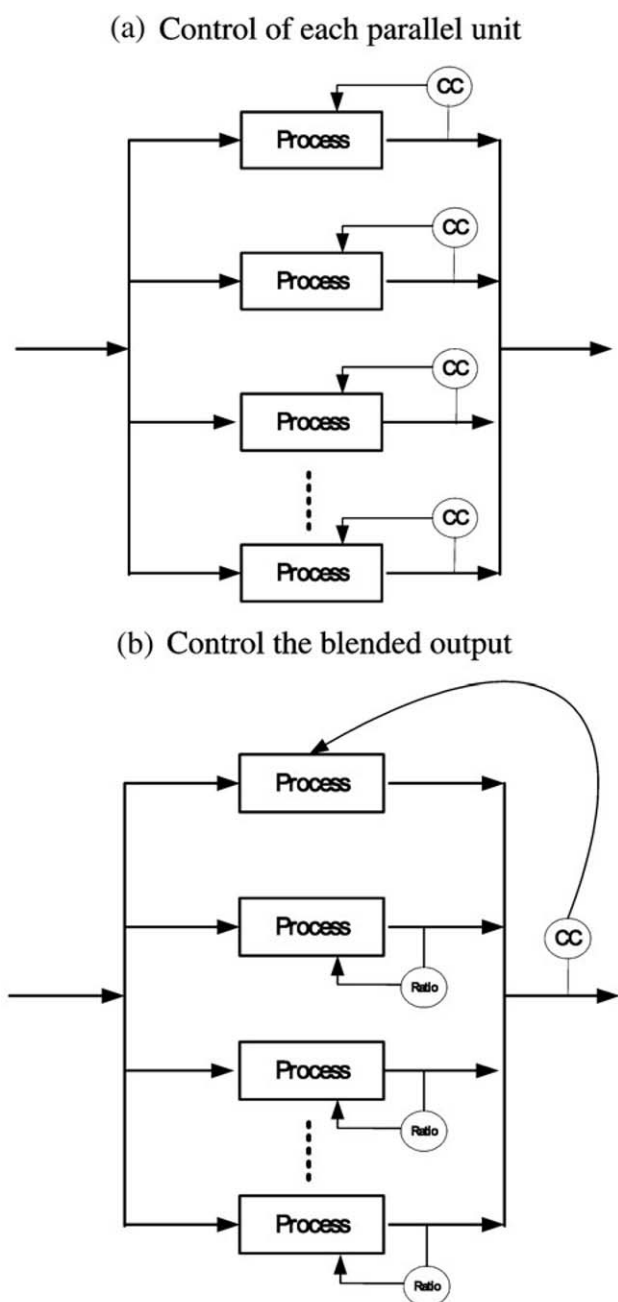 (a) Control of each parallel unit
CC
Process
CC
Process
CC
Process
CC
Process
(b) Control the blended output
Process
CC
Process
Ratio
Process
Ratio
Process
Ratio